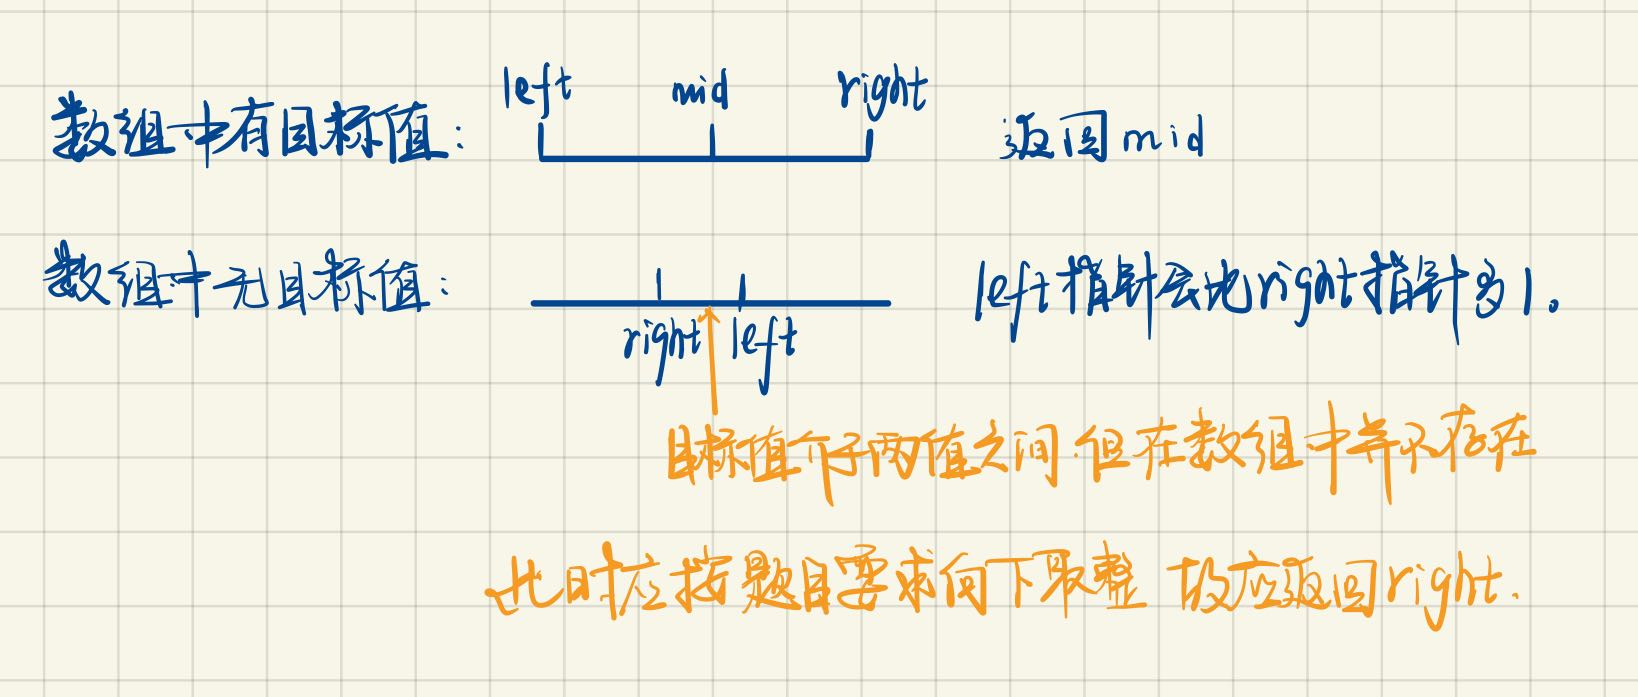 left mid right
数组中有目标值: 返回mid
数组中无目标值: left指针会比right指针多1。
right left
目标值介于两值之间.但在数组中并不存在
此时应按题目要求向下取整 故应返回right.